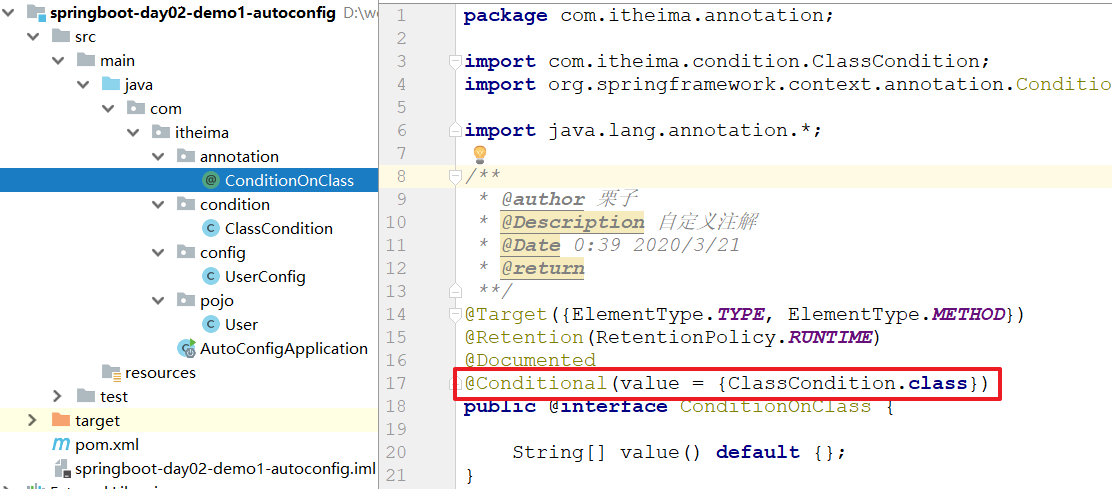 springboot-day02-demo1-autoconfig D:\w
src
main
java
com
itheima
annotation
ConditionOnClass
condition
ClassCondition
config
UserConfig
pojo
User
AutoConfigApplication
resources
test
target
pom.xml
springboot-day02-demo1-autoconfig.iml
1 package com.itheima.annotation;
2
3 import com.itheima.condition.ClassCondition;
4 import org.springframework.context.annotation.Conditio
5
6 import java.lang.annotation.*;
7
8 /**
9 * @author 栗子
10 * @Description 自定义注解
11 * @Date 0:39 2020/3/21
12 * @return
13 **/
14 @Target({ElementType.TYPE, ElementType.METHOD})
15 @Retention(RetentionPolicy.RUNTIME)
16 @Documented
17 @Conditional(value = {ClassCondition.class})
18 public @interface ConditionOnClass {
19
20 String[] value() default {};
21 }